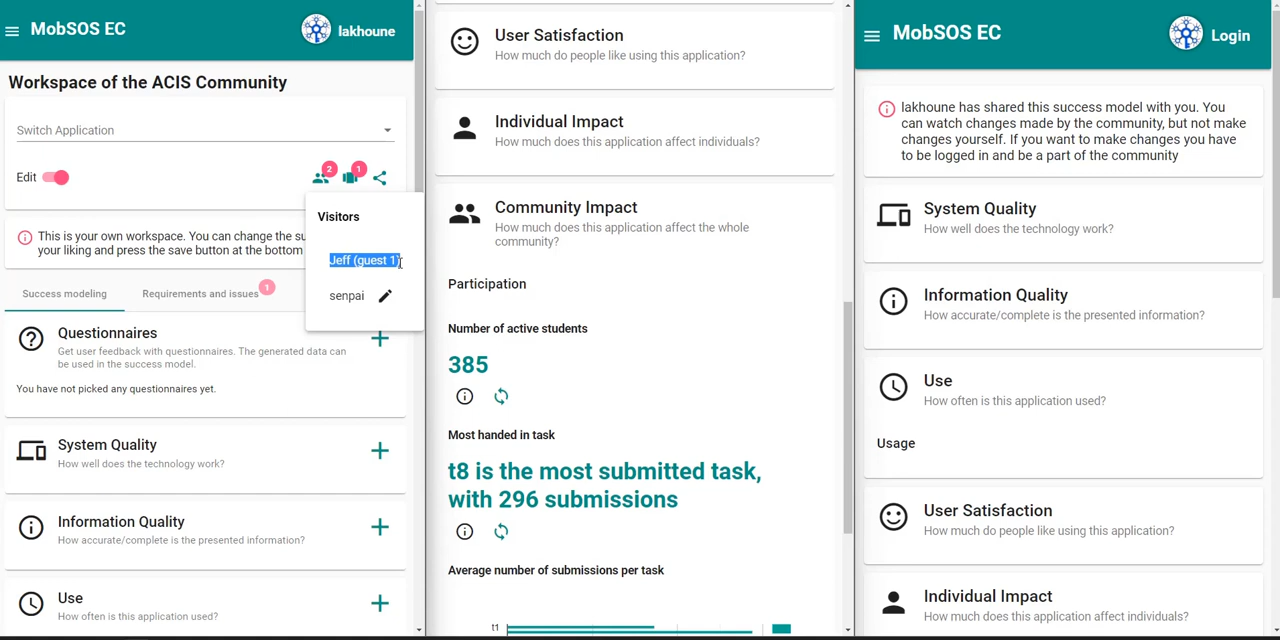 MobSOS EC
lakhoune
Workspace of the ACIS Community
Switch Application
Edit
2
1
Visitors
Jeff (guest 1)
senpai
This is your own workspace. You can change the su
your liking and press the save button at the bottom
Success modeling
Requirements and issues
1
Questionnaires
Get user feedback with questionnaires. The generated data can
be used in the success model.
You have not picked any questionnaires yet.
System Quality
How well does the technology work?
Information Quality
How accurate/complete is the presented information?
Use
How often is this application used?
User Satisfaction
How much do people like using this application?
Individual Impact
How much does this application affect individuals?
Community Impact
How much does this application affect the whole
community?
Participation
Number of active students
385
Most handed in task
t8 is the most submitted task,
with 296 submissions
Average number of submissions per task
t1
MobSOS EC
Login
lakhoune has shared this success model with you. You
can watch changes made by the community, but not make
changes yourself. If you want to make changes you have
to be logged in and be a part of the community
System Quality
How well does the technology work?
Information Quality
How accurate/complete is the presented information?
Use
How often is this application used?
Usage
User Satisfaction
How much do people like using this application?
Individual Impact
How much does this application affect individuals?